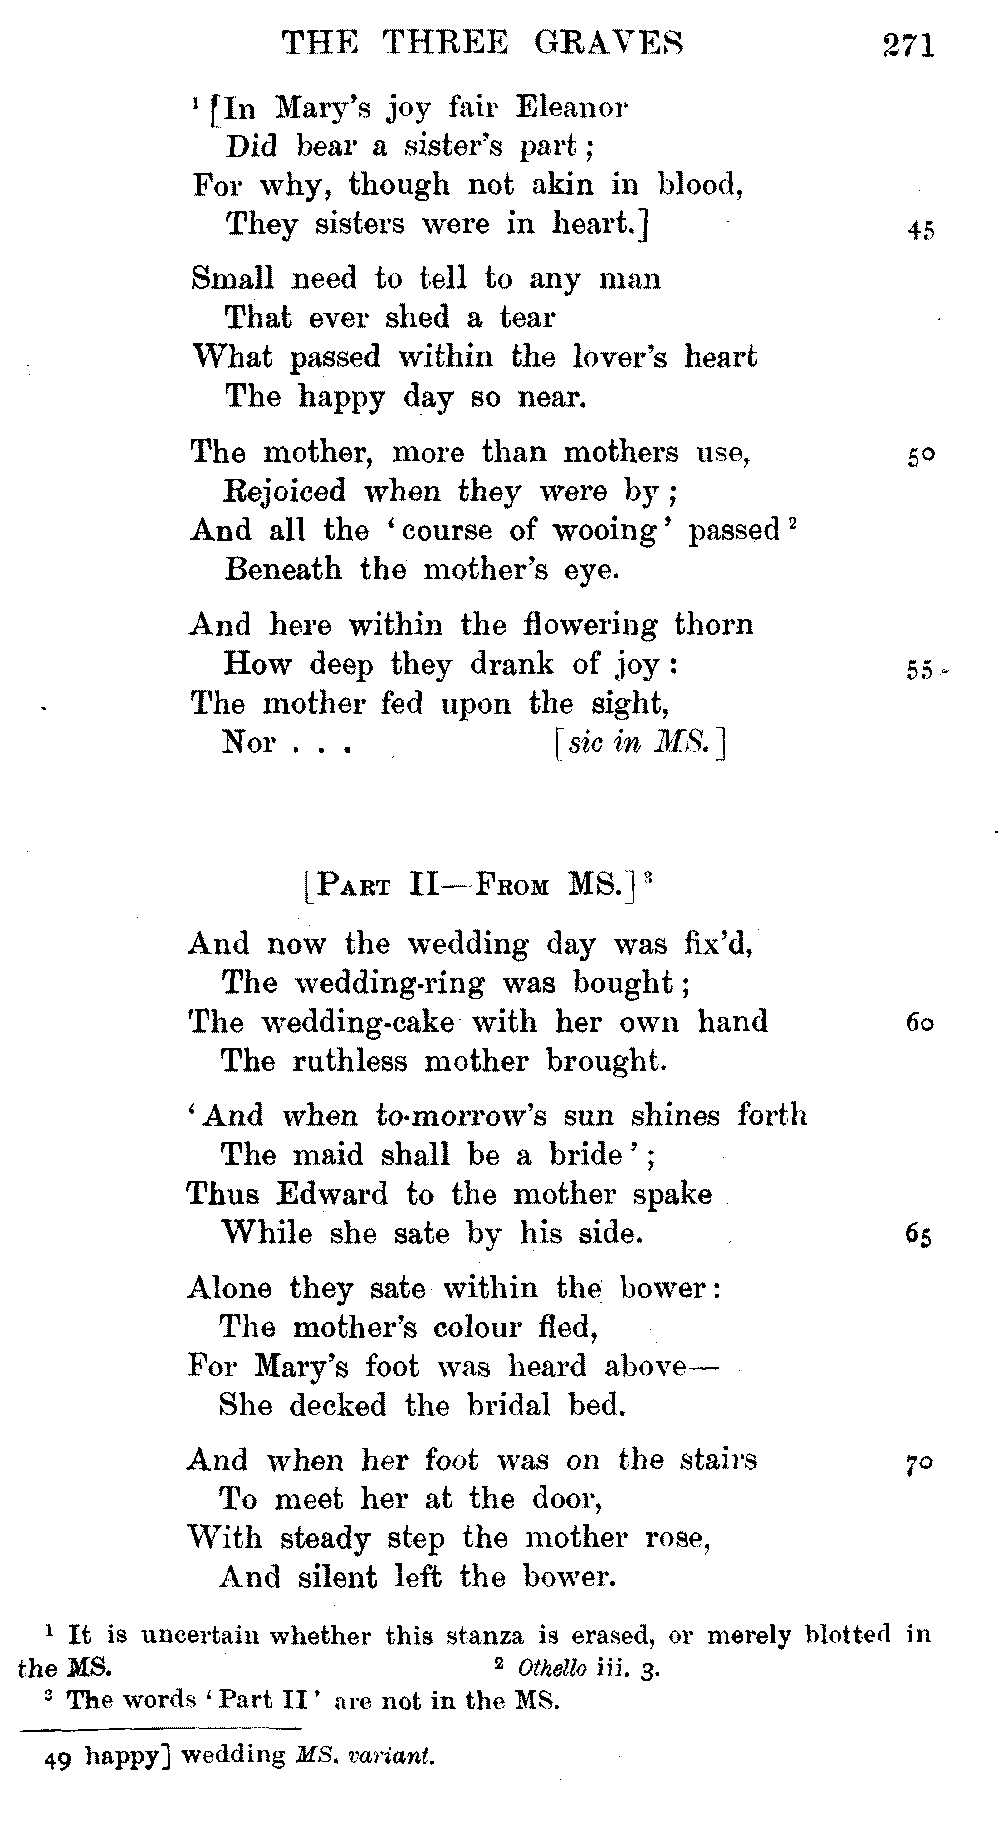 THE THREE GRAVES 271
¹ [In Mary's joy fair Eleanor
Did bear a sister's part ;
For why, though not akin in blood,
They sisters were in heart.] 45
Small need to tell to any man
That ever shed a tear
What passed within the lover's heart
The happy day so near.
The mother, more than mothers use, 50
Rejoiced when they were by ;
And all the ‘course of wooing’ passed ²
Beneath the mother's eye.
And here within the flowering thorn
How deep they drank of joy : 55
The mother fed upon the sight,
Nor . . . [sic in MS.]
[PART II—FROM MS.] ³
And now the wedding day was fix'd,
The wedding-ring was bought ;
The wedding-cake with her own hand 60
The ruthless mother brought.
‘And when to-morrow's sun shines forth
The maid shall be a bride’ ;
Thus Edward to the mother spake
While she sate by his side. 65
Alone they sate within the bower :
The mother's colour fled,
For Mary's foot was heard above—
She decked the bridal bed.
And when her foot was on the stairs 70
To meet her at the door,
With steady step the mother rose,
And silent left the bower.
¹ It is uncertain whether this stanza is erased, or merely blotted in
the MS. ² Othello iii. 3.
³ The words ‘Part II’ are not in the MS.
49 happy] wedding MS. variant.